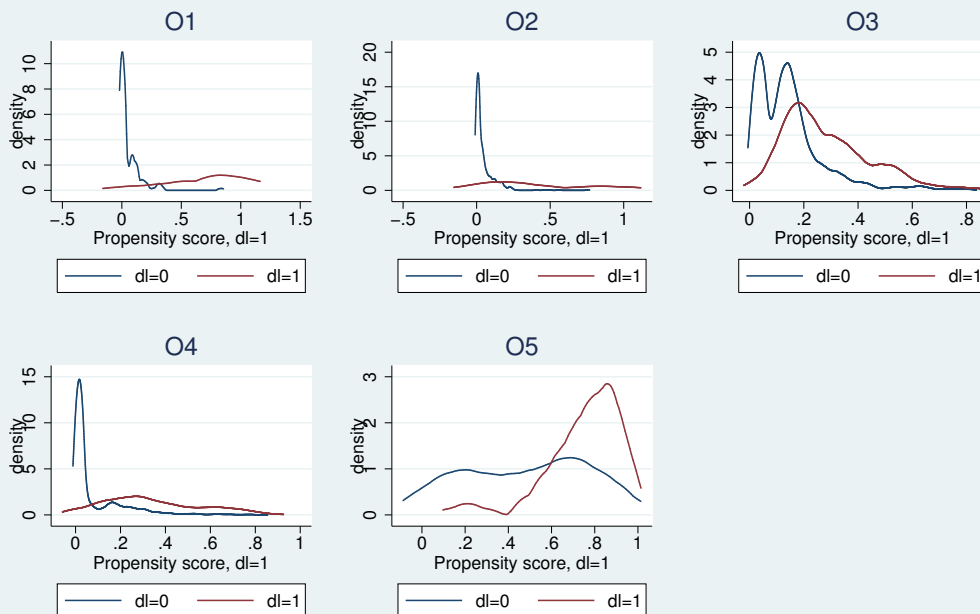 O1
density
0 2 4 6 8 10
−.5 0 .5 1 1.5
Propensity score, dl=1
dl=0 dl=1
O2
density
0 5 10 15 20
−.5 0 .5 1
Propensity score, dl=1
dl=0 dl=1
O3
density
0 1 2 3 4 5
0 .2 .4 .6 .8
Propensity score, dl=1
dl=0 dl=1
O4
density
0 5 10 15
0 .2 .4 .6 .8 1
Propensity score, dl=1
dl=0 dl=1
O5
density
0 1 2 3
0 .2 .4 .6 .8 1
Propensity score, dl=1
dl=0 dl=1